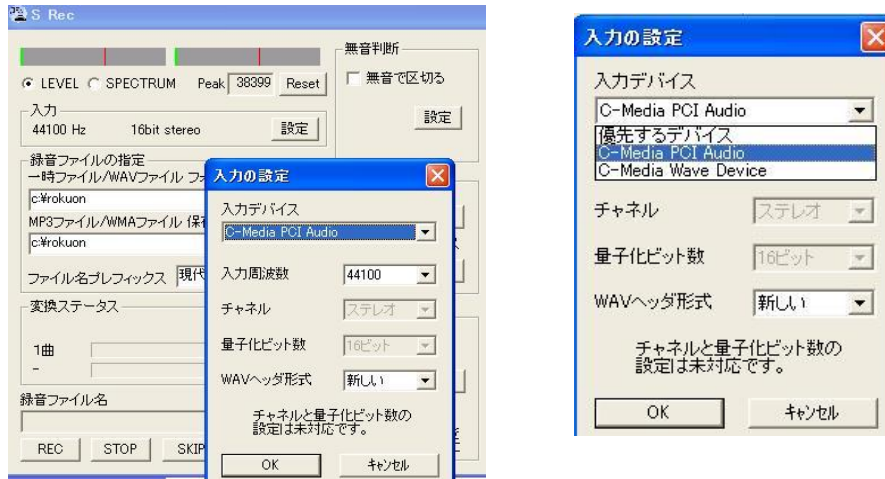 S Rec
無音判断
LEVEL SPECTRUM Peak 38399 Reset
無音で区切る
入力
44100 Hz 16bit stereo 設定
設定
録音ファイルの指定
一時ファイル/WAVファイル フォ
c:¥rokuon
MP3ファイル/WMAファイル 保
c:¥rokuon
ファイル名プレフィックス 現代
変換ステータス
1曲
-
録音ファイル名
REC STOP SKIP
入力の設定
入力デバイス
C-Media PCI Audio
入力周波数 44100
チャネル ステレオ
量子化ビット数 16ビット
WAVヘッダ形式 新しい
チャネルと量子化ビット数の
設定は未対応です。
OK キャンセル
入力の設定
入力デバイス
C-Media PCI Audio
優先するデバイス
C-Media PCI Audio
C-Media Wave Device
チャネル ステレオ
量子化ビット数 16ビット
WAVヘッダ形式 新しい
チャネルと量子化ビット数の
設定は未対応です。
OK キャンセル